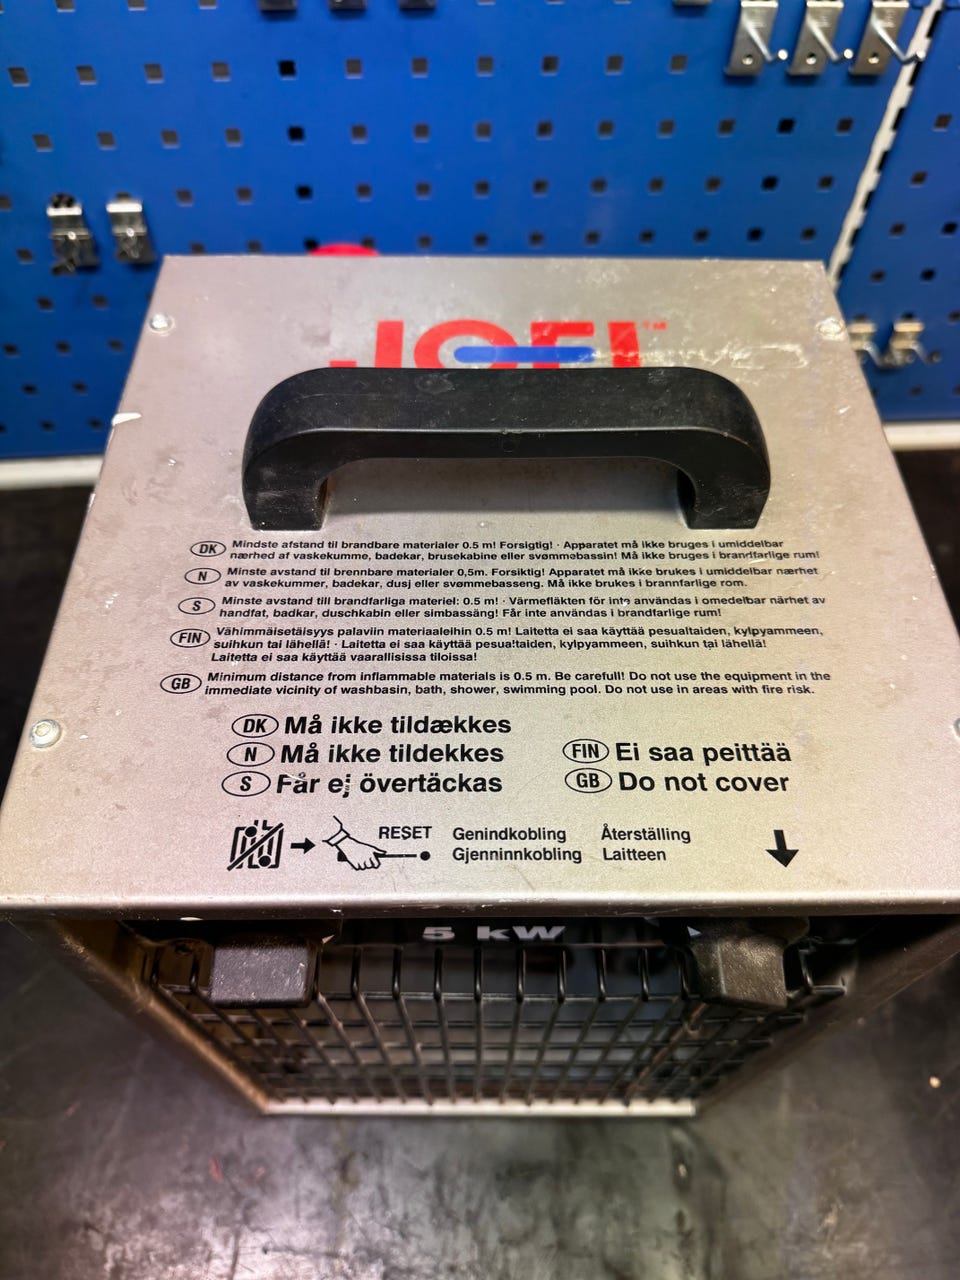 TM
DK Mindste afstand til brandbare materialer 0.5 m! Forsigtig! · Apparatet må ikke bruges i umiddelbar
nærhed af vaskekumme, badekar, brusekabine eller svømmebassin! Må ikke bruges i brandfarlige rum!
N Minste avstand til brennbare materialer 0,5m. Forsiktig! Apparatet må ikke brukes i umiddelbar nærhet
av vaskekummer, badekar, dusj eller svømmebasseng. Må ikke brukes i brannfarlige rom.
S Minste avstand till brandfarliga materiel: 0.5 m! · Värmefläkten för inte användas i omedelbar närhet av
handfat, badkar, duschkabin eller simbassäng! Får inte användas i brandfarlige rum!
FIN Vähimmäisetäisyys palaviin materiaaleihin 0.5 m! Laitetta ei saa käyttää pesualtaiden, kylpyammeen,
suihkun tai lähellä! · Laitetta ei saa käyttää pesualtaiden, kylpyammeen, suihkun tai lähellä!
Laitetta ei saa käyttää vaarallisissa tiloissa!
GB Minimum distance from inflammable materials is 0.5 m. Be carefull! Do not use the equipment in the
immediate vicinity of washbasin, bath, shower, swimming pool. Do not use in areas with fire risk.
DK Må ikke tildækkes
N Må ikke tildekkes
S Får ej övertäckas
FIN Ei saa peittää
GB Do not cover
RESET Genindkobling Återställing
Gjenninnkobling Laitteen
5 kW